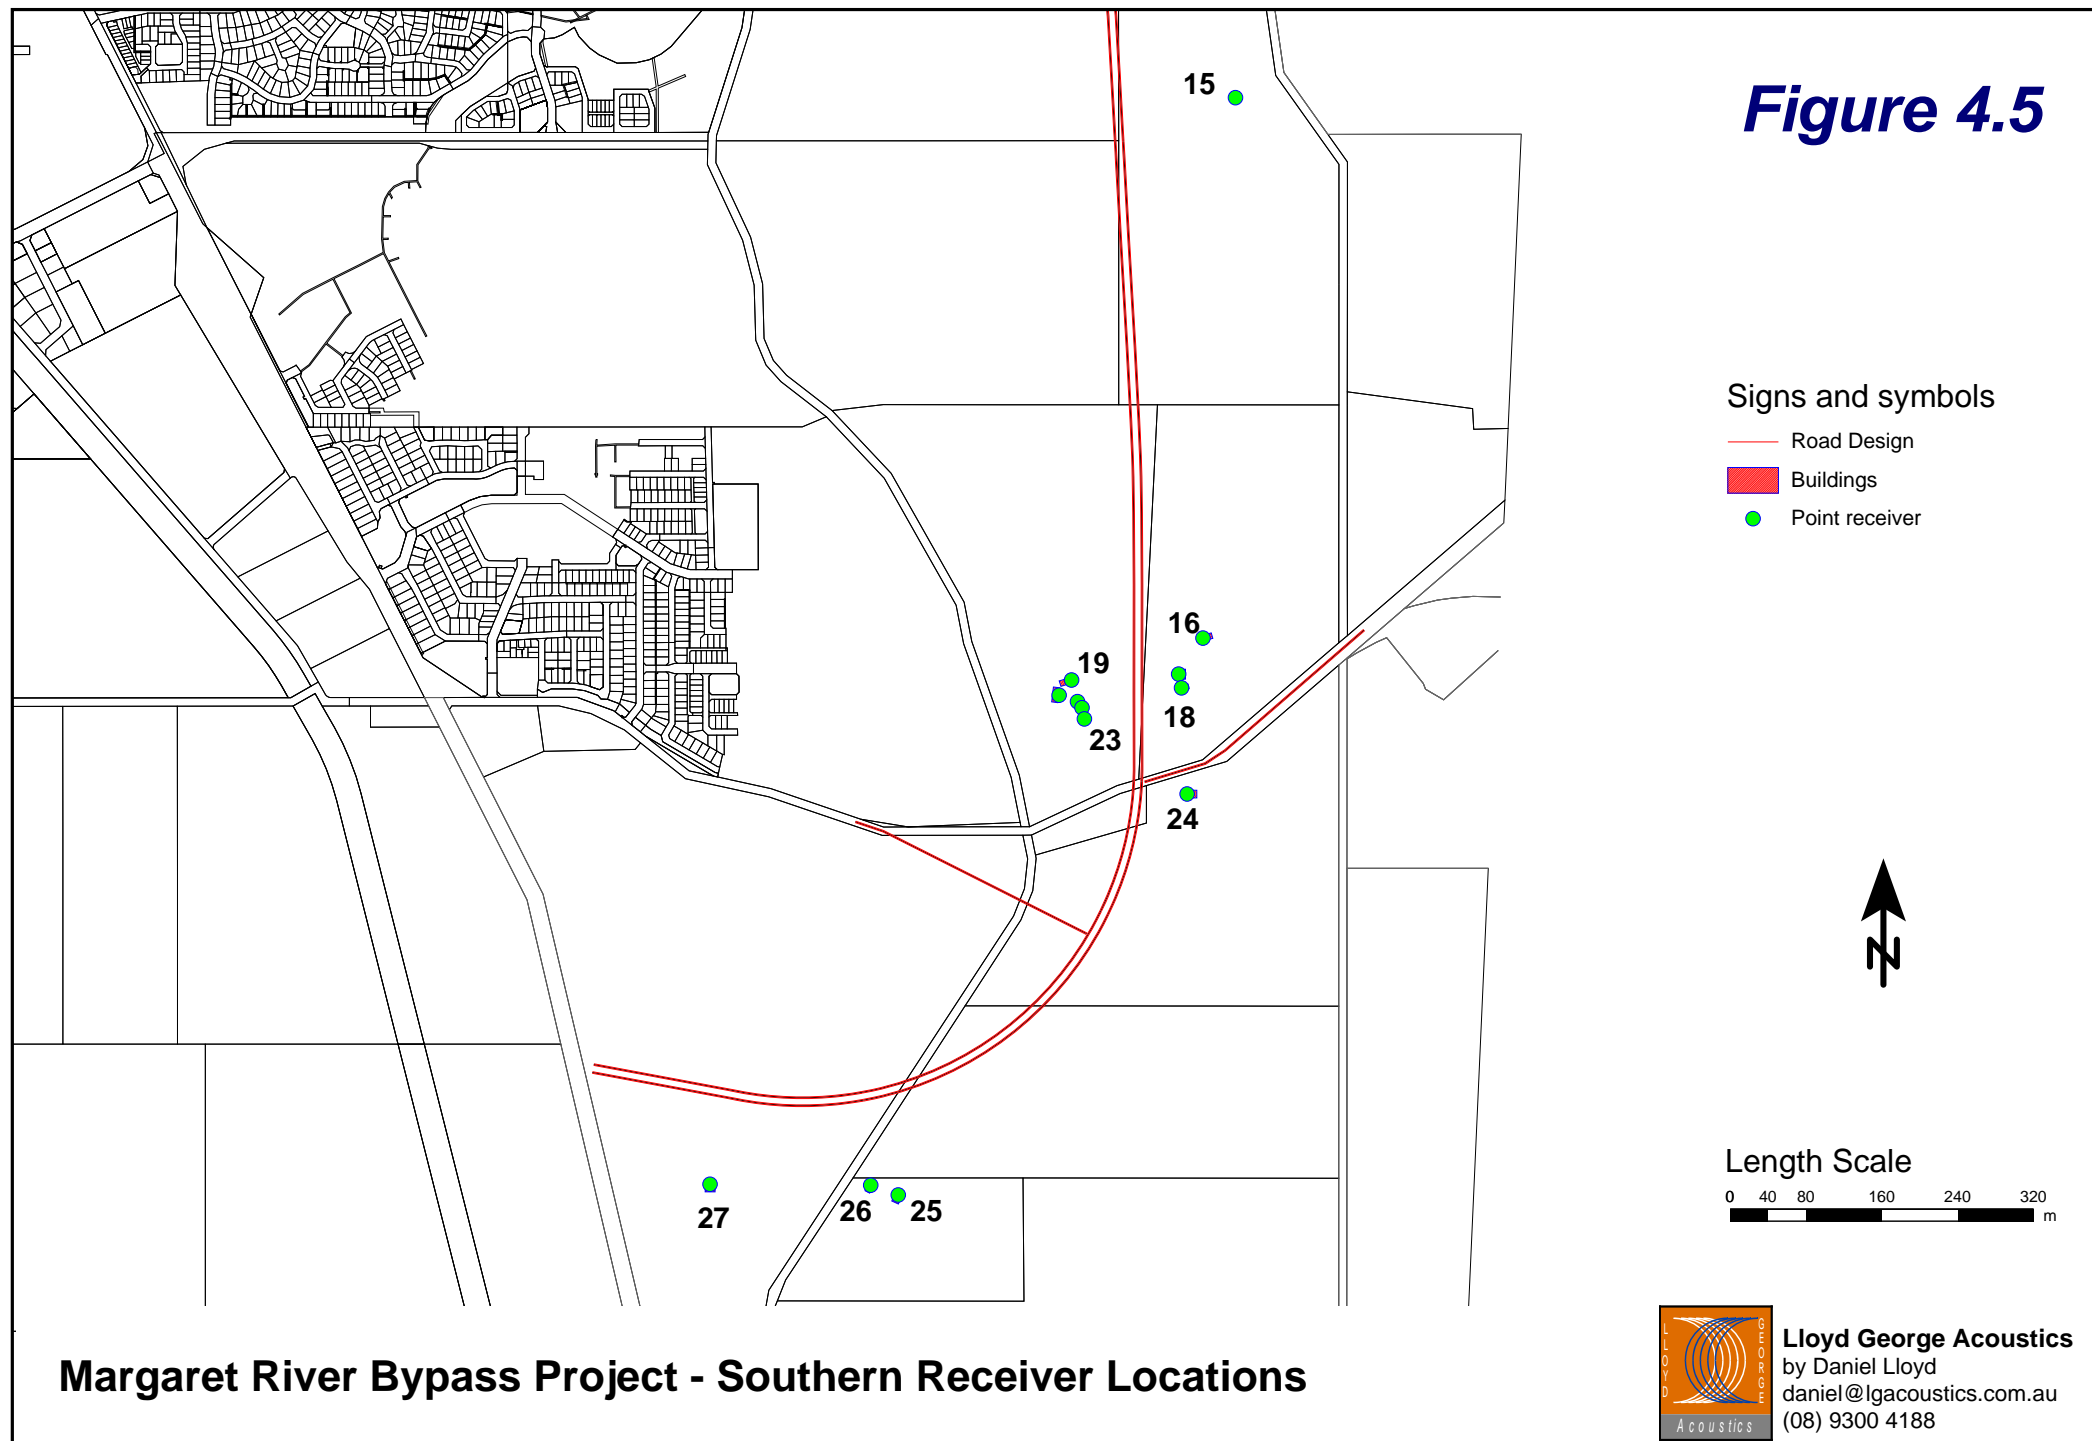 Figure 4.5
15
Signs and symbols
Road Design
Buildings
Point receiver
16
19
18
23
24
N
27
26
25
Length Scale
0 40 80 160 240 320
m
Margaret River Bypass Project - Southern Receiver Locations
LLOYD
GEORGE
Acoustics
Lloyd George Acoustics
by Daniel Lloyd
daniel@lgacoustics.com.au
(08) 9300 4188